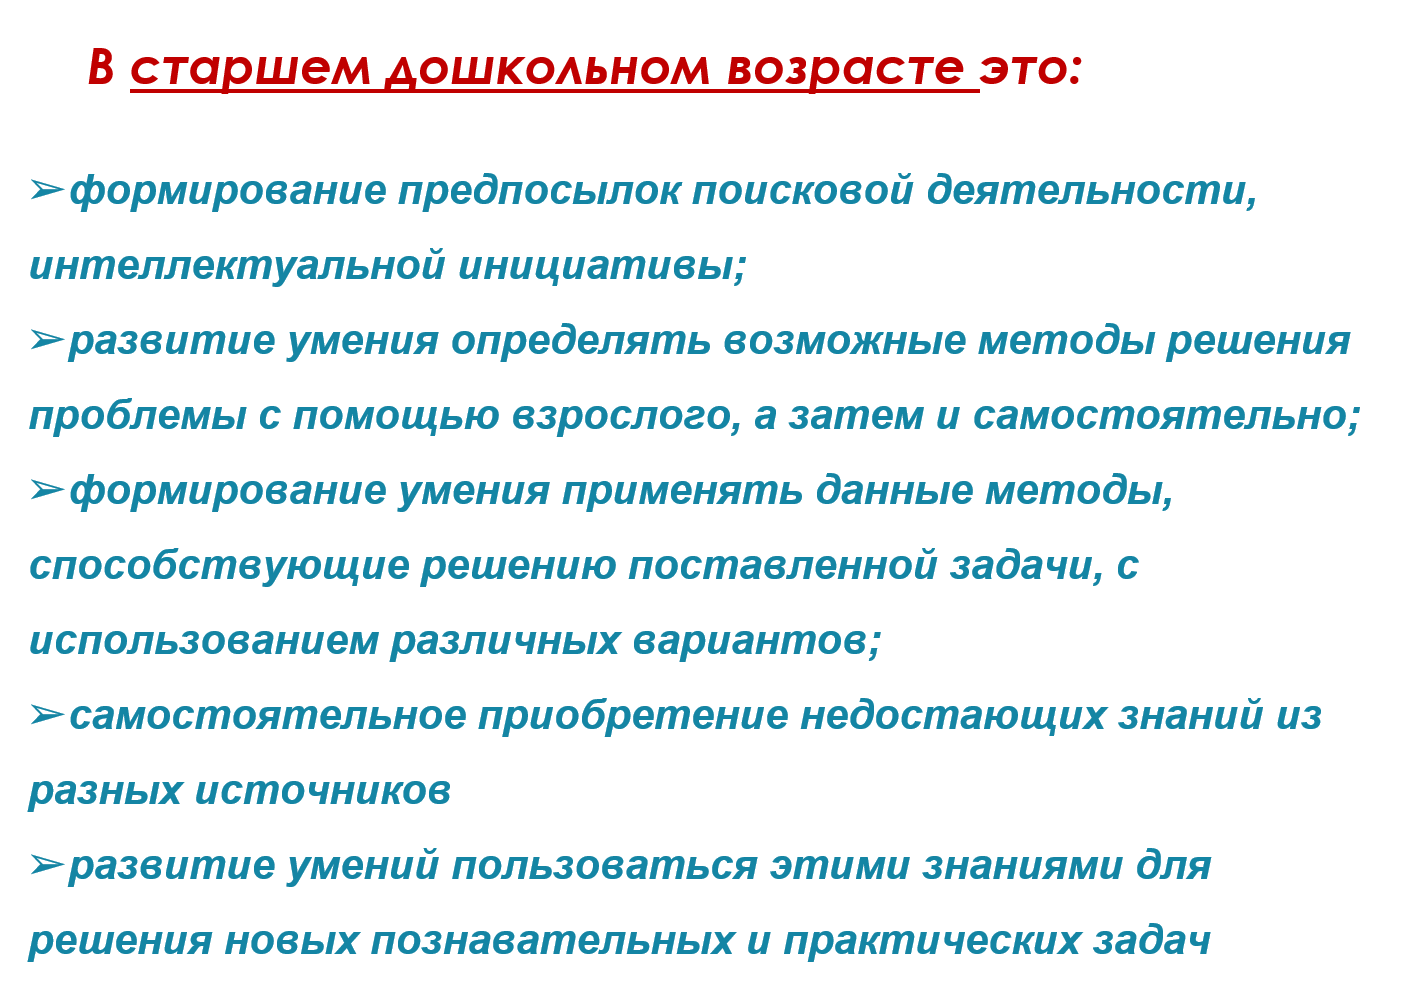 В старшем дошкольном возрасте это:
➢формирование предпосылок поисковой деятельности,
интеллектуальной инициативы;
➢развитие умения определять возможные методы решения
проблемы с помощью взрослого, а затем и самостоятельно;
➢формирование умения применять данные методы,
способствующие решению поставленной задачи, с
использованием различных вариантов;
➢самостоятельное приобретение недостающих знаний из
разных источников
➢развитие умений пользоваться этими знаниями для
решения новых познавательных и практических задач